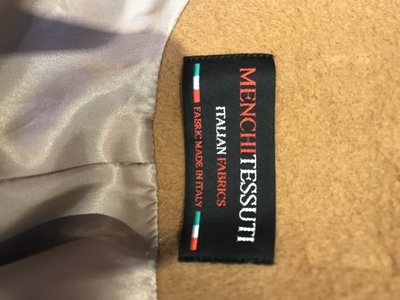 MENCHITESSUTI
ITALIAN FABRICS
FABRIC MADE IN ITALY